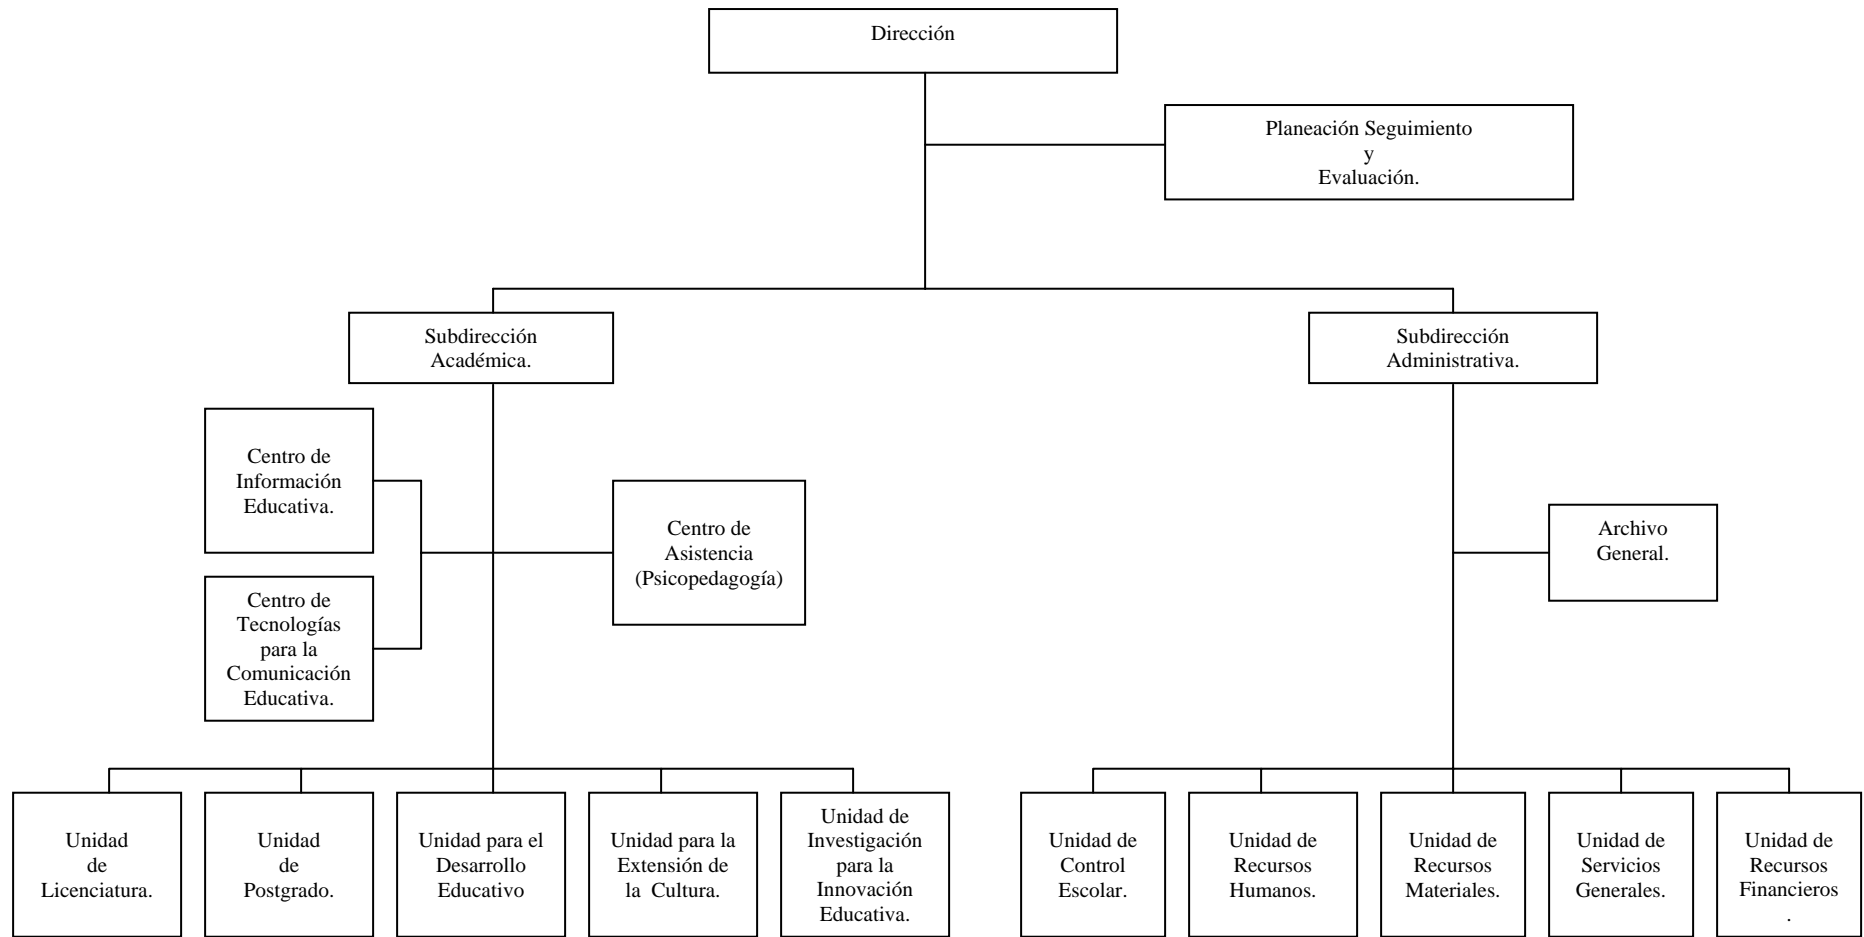 Dirección
Planeación Seguimiento
y
Evaluación.
Subdirección
Académica.
Subdirección
Administrativa.
Centro de
Información
Educativa.
Centro de
Asistencia
(Psicopedagogía)
Archivo
General.
Centro de
Tecnologías
para la
Comunicación
Educativa.
Unidad
de
Licenciatura.
Unidad
de
Postgrado.
Unidad para el
Desarrollo
Educativo
Unidad para la
Extensión de
la Cultura.
Unidad de
Investigación
para la
Innovación
Educativa.
Unidad de
Control
Escolar.
Unidad de
Recursos
Humanos.
Unidad de
Recursos
Materiales.
Unidad de
Servicios
Generales.
Unidad de
Recursos
Financieros
.